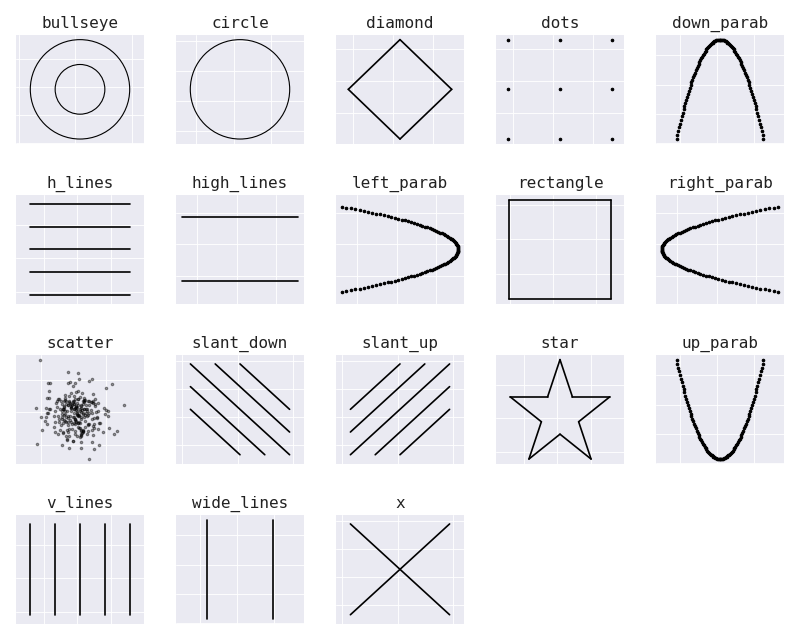 bullseye
circle
diamond
dots
down_parab
h_lines
high_lines
left_parab
rectangle
right_parab
scatter
slant_down
slant_up
star
up_parab
v_lines
wide_lines
x